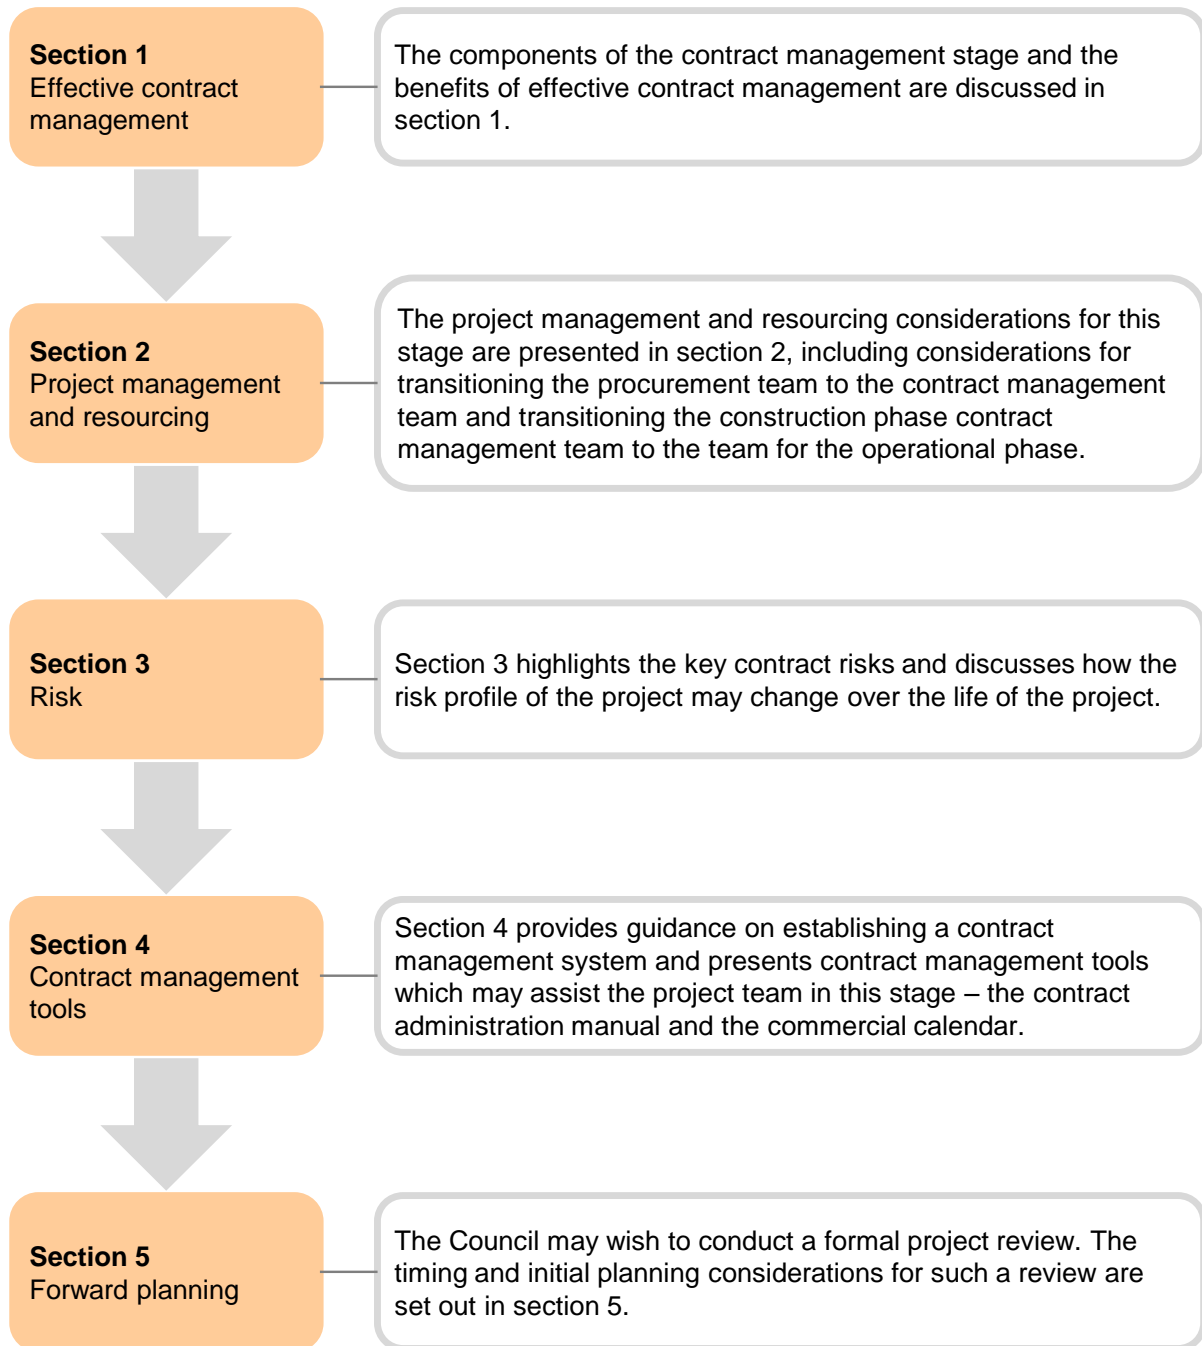 Section 1
Effective contract
management
The components of the contract management stage and the
benefits of effective contract management are discussed in
section 1.
Section 2
Project management
and resourcing
The project management and resourcing considerations for this
stage are presented in section 2, including considerations for
transitioning the procurement team to the contract management
team and transitioning the construction phase contract
management team to the team for the operational phase.
Section 3
Risk
Section 3 highlights the key contract risks and discusses how the
risk profile of the project may change over the life of the project.
Section 4
Contract management
tools
Section 4 provides guidance on establishing a contract
management system and presents contract management tools
which may assist the project team in this stage – the contract
administration manual and the commercial calendar.
Section 5
Forward planning
The Council may wish to conduct a formal project review. The
timing and initial planning considerations for such a review are
set out in section 5.